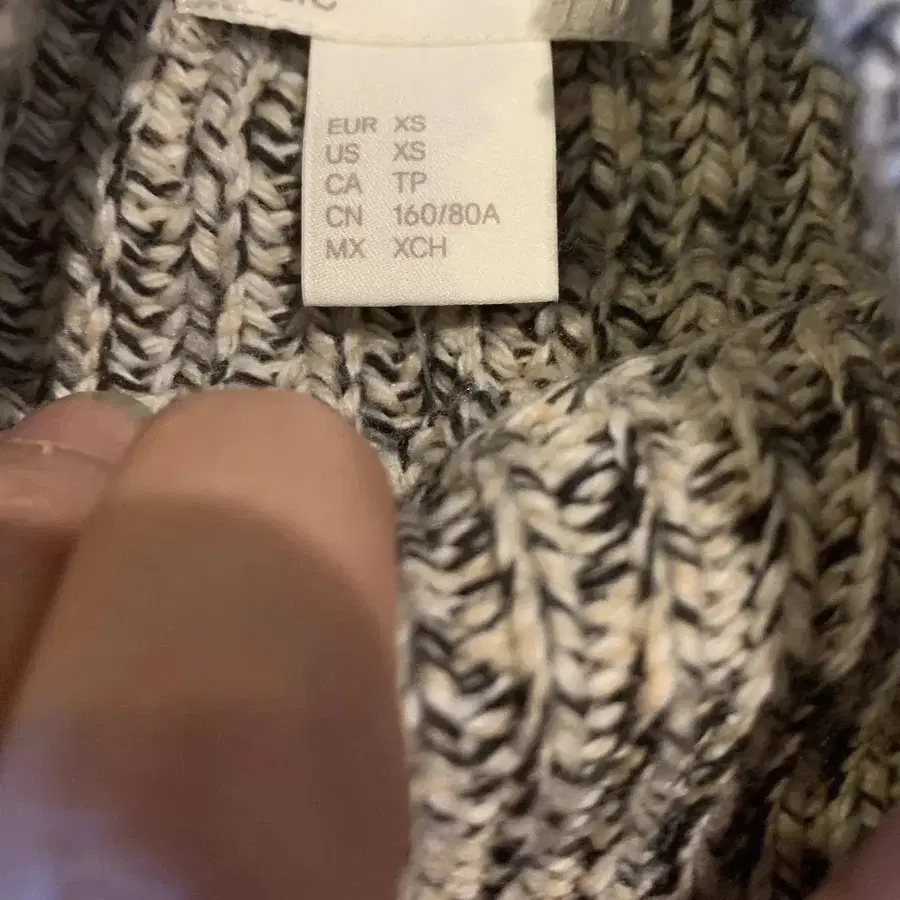 EUR XS
US XS
CA TP
CN 160/80A
MX XCH